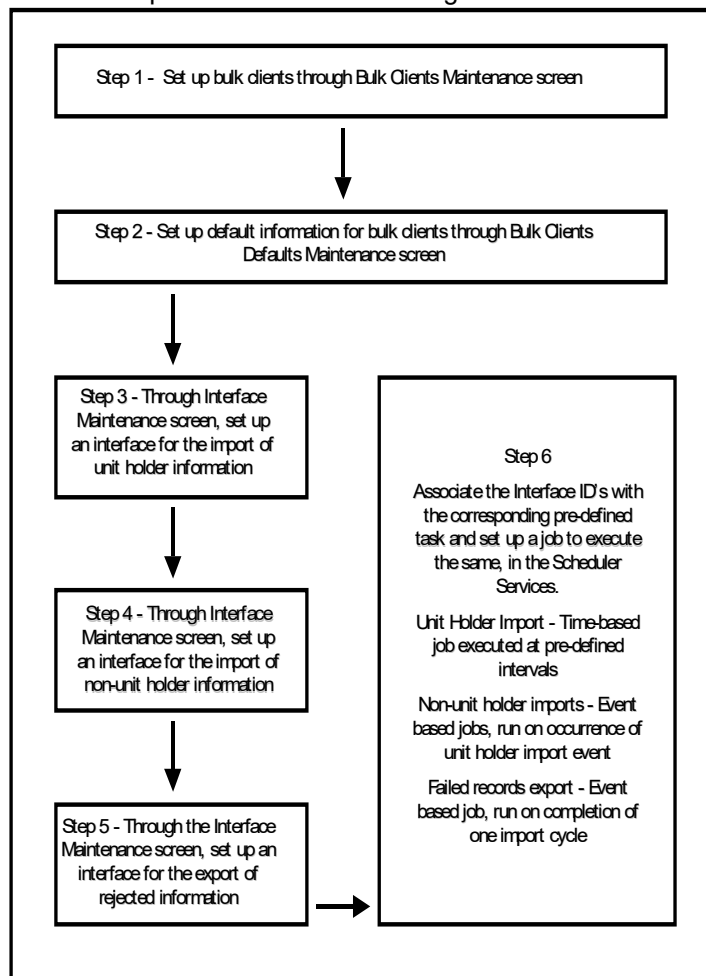 Step 1 - Set up bulk clients through Bulk Clients Maintenance screen
Step 2 - Set up default information for bulk clients through Bulk Clients
Defaults Maintenance screen
Step 3 - Through Interface
Maintenance screen, set up
an interface for the import of
unit holder information
Step 4 - Through Interface
Maintenance screen, set up
an interface for the import of
non-unit holder information
Step 5 - Through the Interface
Maintenance screen, set up an
interface for the export of
rejected information
Step 6
Associate the Interface ID's with
the corresponding pre-defined
task and set up a job to execute
the same, in the Scheduler
Services.
Unit Holder Import - Time-based
job executed at pre-defined
intervals
Non-unit holder imports - Event
based jobs, run on occurrence of
unit holder import event
Failed records export - Event
based job, run on completion of
one import cycle